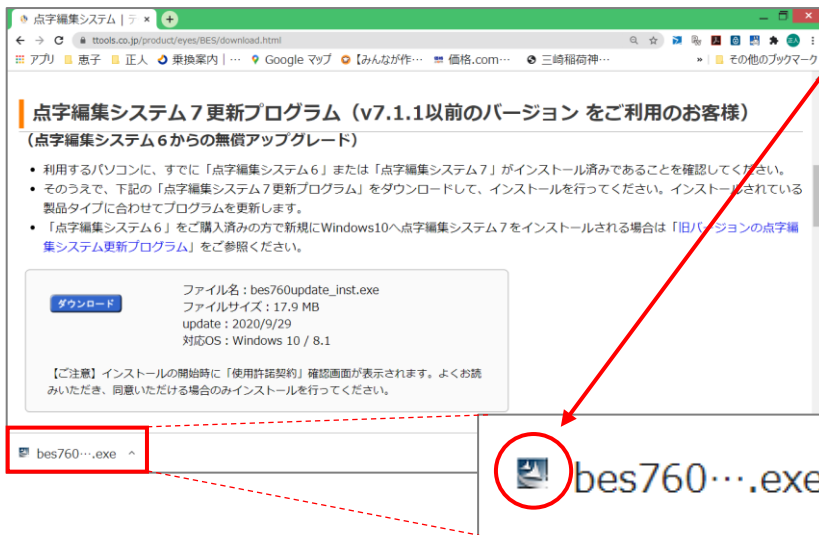 点字編集システム | テ
ttools.co.jp/product/eyes/BES/download.html
アプリ 恵子 正人 乗換案内 | … Google マップ 【みんなが作… 価格.com… 三崎稲荷神… » その他のブックマーク
点字編集システム７更新プログラム（v7.1.1以前のバージョン をご利用のお客様）
（点字編集システム６からの無償アップグレード）
• 利用するパソコンに、すでに「点字編集システム６」または「点字編集システム７」がインストール済みであることを確認してください。
• そのうえで、下記の「点字編集システム７更新プログラム」をダウンロードして、インストールを行ってください。インストールされている
製品タイプに合わせてプログラムを更新します。
• 「点字編集システム６」をご購入済みの方で新規にWindows10へ点字編集システム７をインストールされる場合は「旧バージョンの点字編
集システム更新プログラム」をご参照ください。
ダウンロード
ファイル名：bes760update_inst.exe
ファイルサイズ：17.9 MB
update：2020/9/29
対応OS：Windows 10 / 8.1
【ご注意】インストールの開始時に「使用許諾契約」確認画面が表示されます。よくお読
みいただき、同意いただける場合のみインストールを行ってください。
bes760….exe
bes760….exe